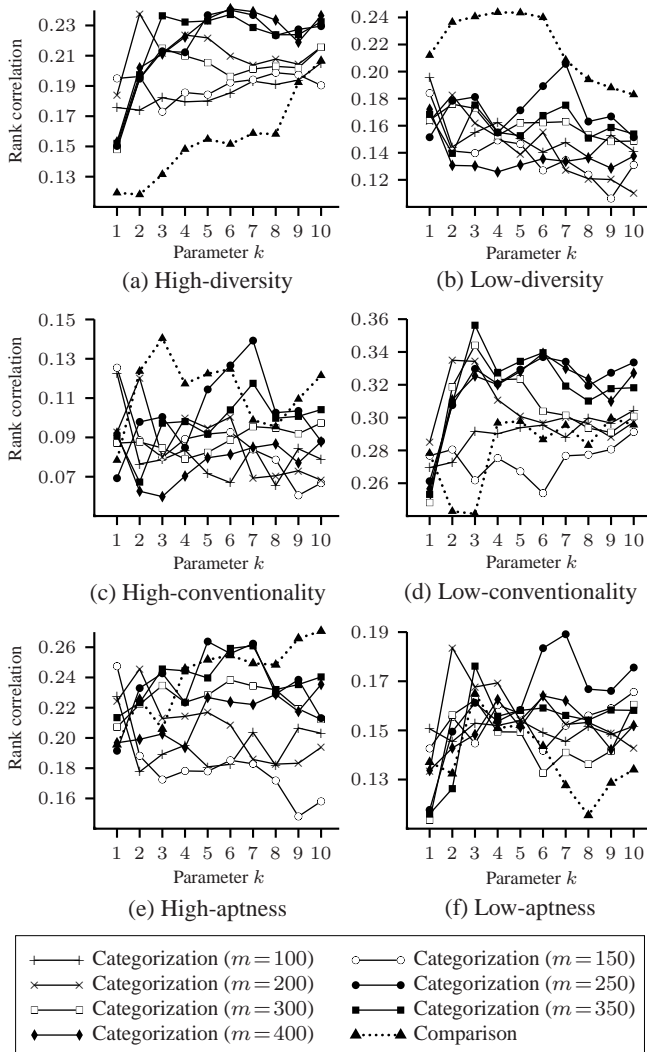 0.23
0.21
0.19
0.17
0.15
0.13
Rank correlation
1 2 3 4 5 6 7 8 9 10
Parameter k
(a) High-diversity
0.24
0.22
0.20
0.18
0.16
0.14
0.12
Rank correlation
1 2 3 4 5 6 7 8 9 10
Parameter k
(b) Low-diversity
0.15
0.13
0.11
0.09
0.07
Rank correlation
1 2 3 4 5 6 7 8 9 10
Parameter k
(c) High-conventionality
0.36
0.34
0.32
0.30
0.28
0.26
Rank correlation
1 2 3 4 5 6 7 8 9 10
Parameter k
(d) Low-conventionality
0.26
0.24
0.22
0.20
0.18
0.16
Rank correlation
1 2 3 4 5 6 7 8 9 10
Parameter k
(e) High-aptness
0.19
0.17
0.15
0.13
Rank correlation
1 2 3 4 5 6 7 8 9 10
Parameter k
(f) Low-aptness
Categorization (m=100)
Categorization (m=150)
Categorization (m=200)
Categorization (m=250)
Categorization (m=300)
Categorization (m=350)
Categorization (m=400)
Comparison